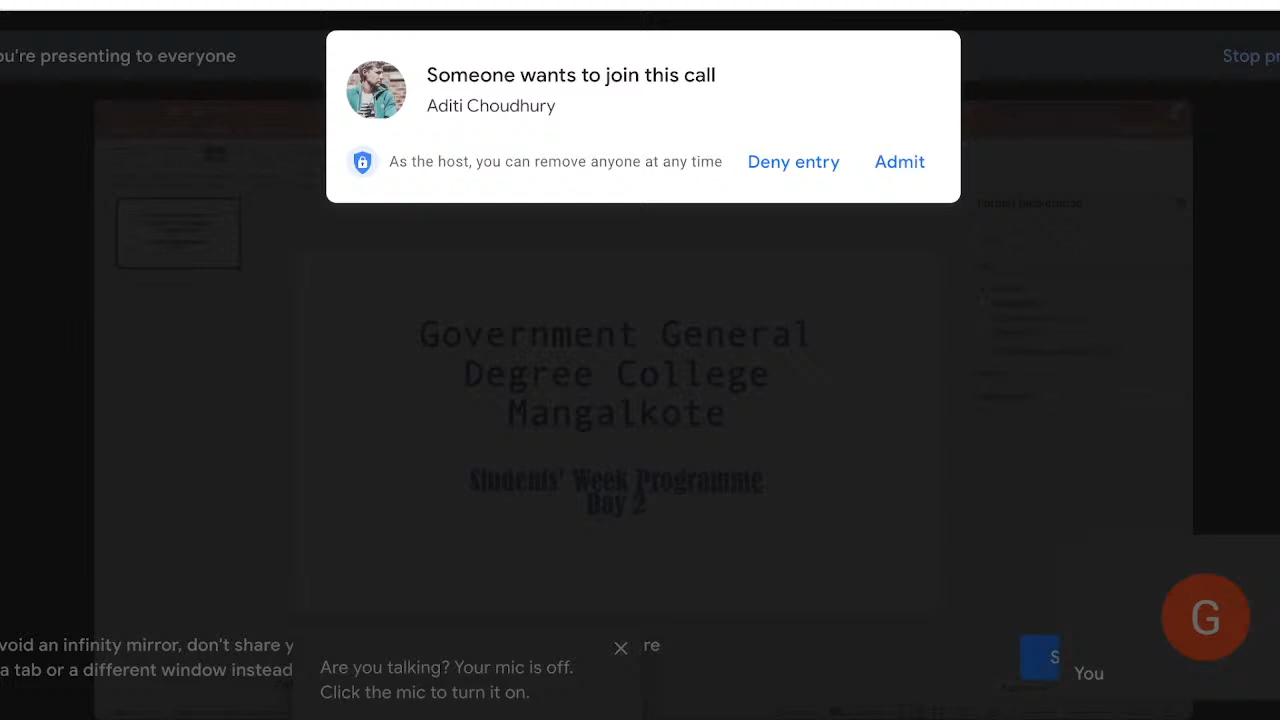 ou're presenting to everyone
Stop pr
Someone wants to join this call
Aditi Choudhury
As the host, you can remove anyone at any time
Deny entry
Admit
Format Background
Government General
Degree College
Mangalkote
Students' Week Programme
Day 2
G
void an infinity mirror, don't share y
re
a tab or a different window instead
Are you talking? Your mic is off.
Click the mic to turn it on.
S
You